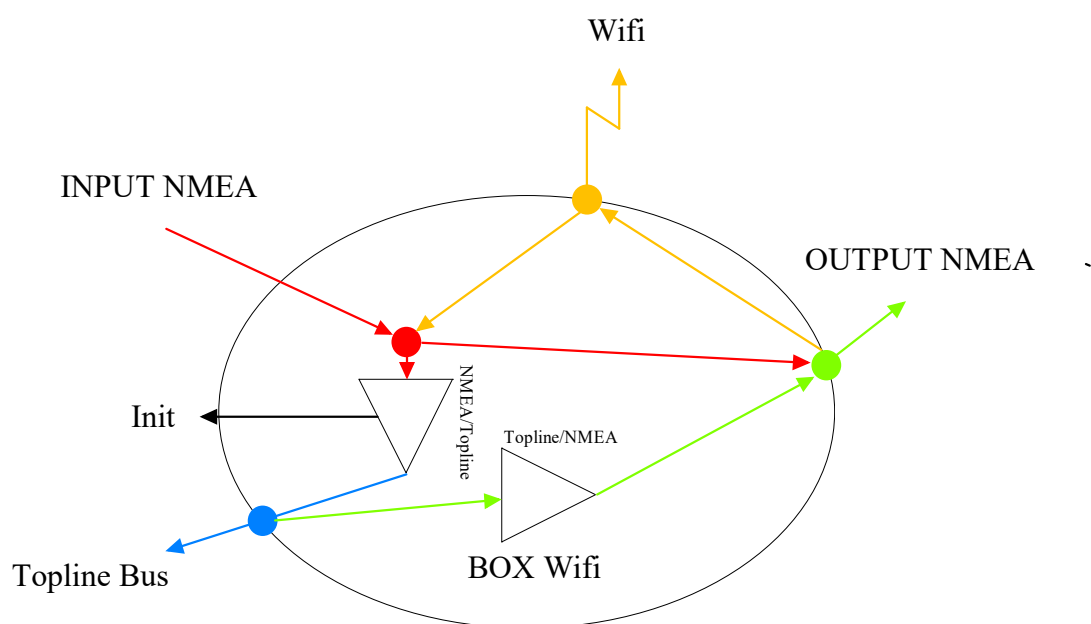 Wifi
INPUT NMEA
OUTPUT NMEA
NMEA/Topline
Init
Topline/NMEA
BOX Wifi
Topline Bus